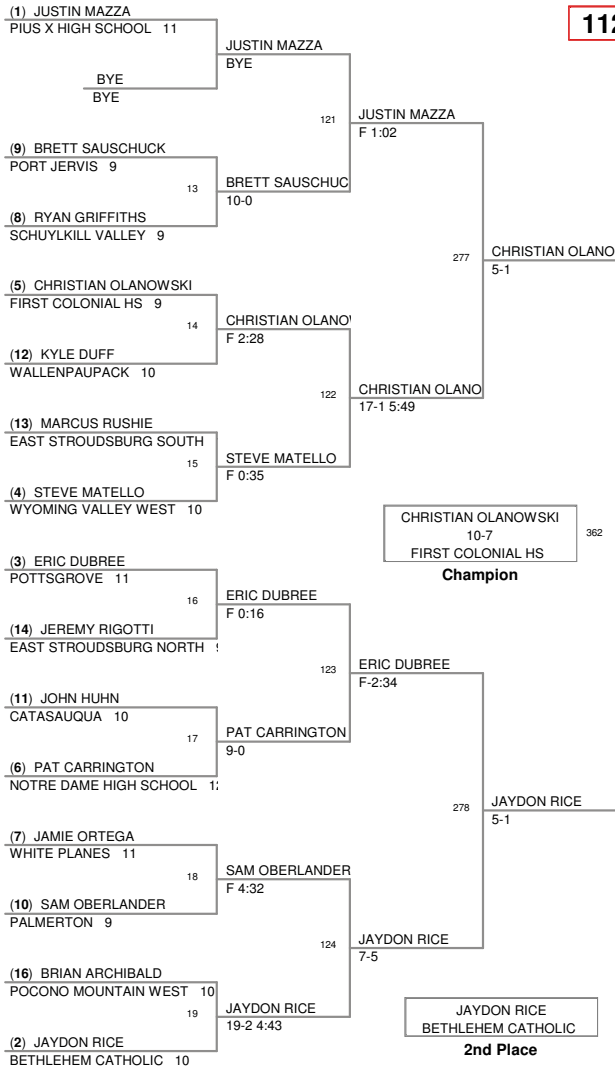 (1) JUSTIN MAZZA
PIUS X HIGH SCHOOL 11
112
JUSTIN MAZZA
BYE
BYE
BYE
121
JUSTIN MAZZA
F 1:02
(9) BRETT SAUSCHUCK
PORT JERVIS 9
13
BRETT SAUSCHUC
10-0
(8) RYAN GRIFFITHS
SCHUYLKILL VALLEY 9
277
CHRISTIAN OLANO
5-1
(5) CHRISTIAN OLANOWSKI
FIRST COLONIAL HS 9
14
CHRISTIAN OLANO
F 2:28
(12) KYLE DUFF
WALLENPAUPACK 10
122
CHRISTIAN OLANO
17-1 5:49
(13) MARCUS RUSHIE
EAST STROUDSBURG SOUTH
15
STEVE MATELLO
F 0:35
(4) STEVE MATELLO
WYOMING VALLEY WEST 10
CHRISTIAN OLANOWSKI
10-7
FIRST COLONIAL HS
362
Champion
(3) ERIC DUBREE
POTTSGROVE 11
16
ERIC DUBREE
F 0:16
(14) JEREMY RIGOTTI
EAST STROUDSBURG NORTH
123
ERIC DUBREE
F-2:34
(11) JOHN HUHN
CATASAUQUA 10
17
PAT CARRINGTON
9-0
(6) PAT CARRINGTON
NOTRE DAME HIGH SCHOOL 12
278
JAYDON RICE
5-1
(7) JAMIE ORTEGA
WHITE PLANES 11
18
SAM OBERLANDER
F 4:32
(10) SAM OBERLANDER
PALMERTON 9
124
JAYDON RICE
7-5
(16) BRIAN ARCHIBALD
POCONO MOUNTAIN WEST 10
19
JAYDON RICE
19-2 4:43
(2) JAYDON RICE
BETHLEHEM CATHOLIC 10
JAYDON RICE
BETHLEHEM CATHOLIC
2nd Place